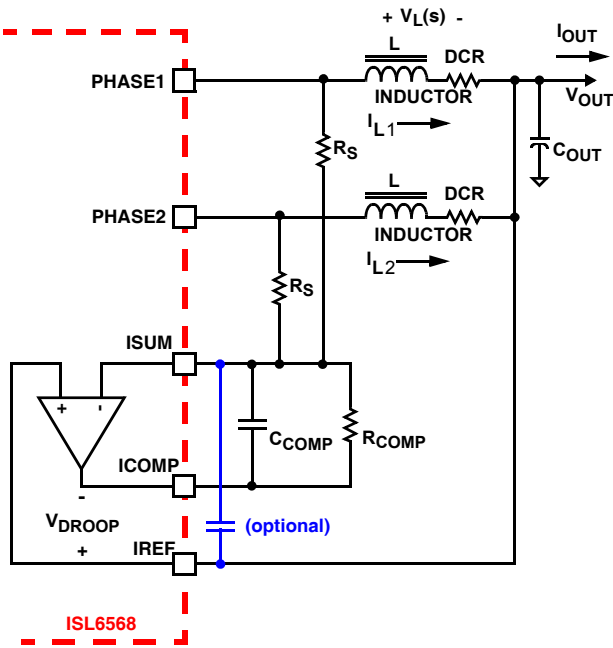 + VL(s) -
IOUT
L
DCR
PHASE1
INDUCTOR
VOUT
IL1
COUT
RS
L
DCR
PHASE2
INDUCTOR
IL2
RS
ISUM
+ -
CCOMP
RCOMP
ICOMP
-
VDROOP
(optional)
+
IREF
ISL6568